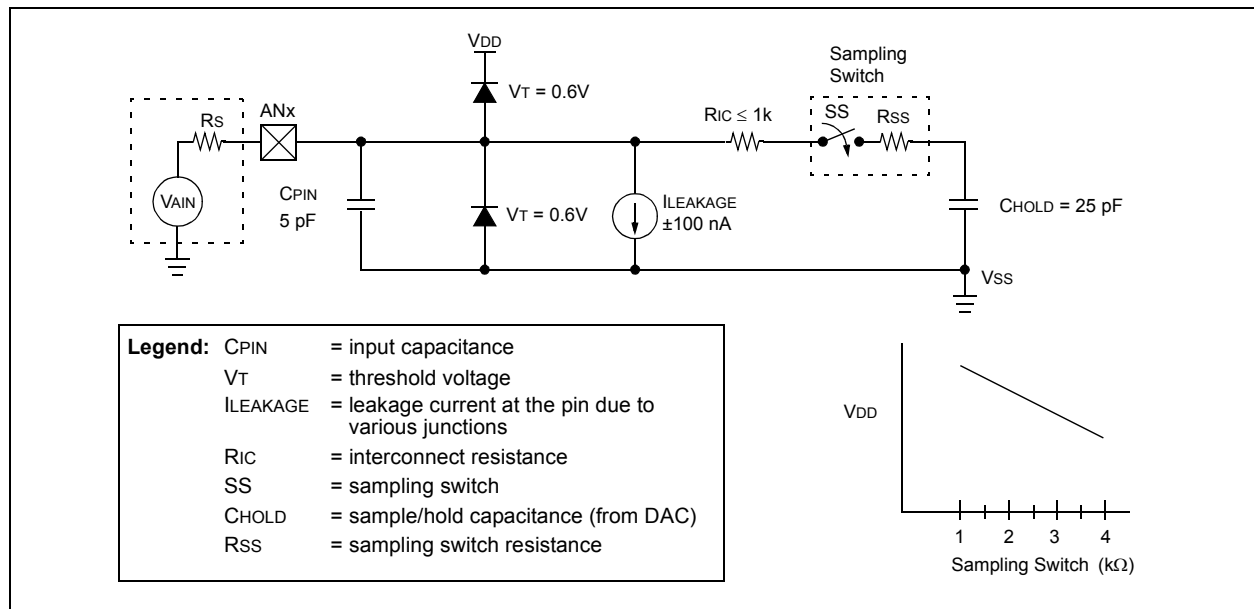 VDD
Sampling
Switch
VT = 0.6V
RIC ≤ 1k
SS
RSS
RS
ANx
VAIN
CPIN
5 pF
VT = 0.6V
ILEAKAGE
±100 nA
CHOLD = 25 pF
VSS
Legend: CPIN = input capacitance
VT = threshold voltage
ILEAKAGE = leakage current at the pin due to
various junctions
RIC = interconnect resistance
SS = sampling switch
CHOLD = sample/hold capacitance (from DAC)
RSS = sampling switch resistance
VDD
1 2 3 4
Sampling Switch (kΩ)